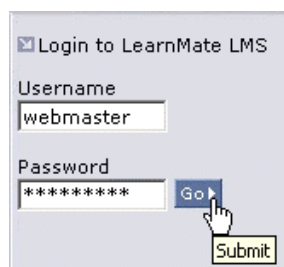 Login to LearnMate LMS
Username
webmaster
Password
*********
Go
Submit